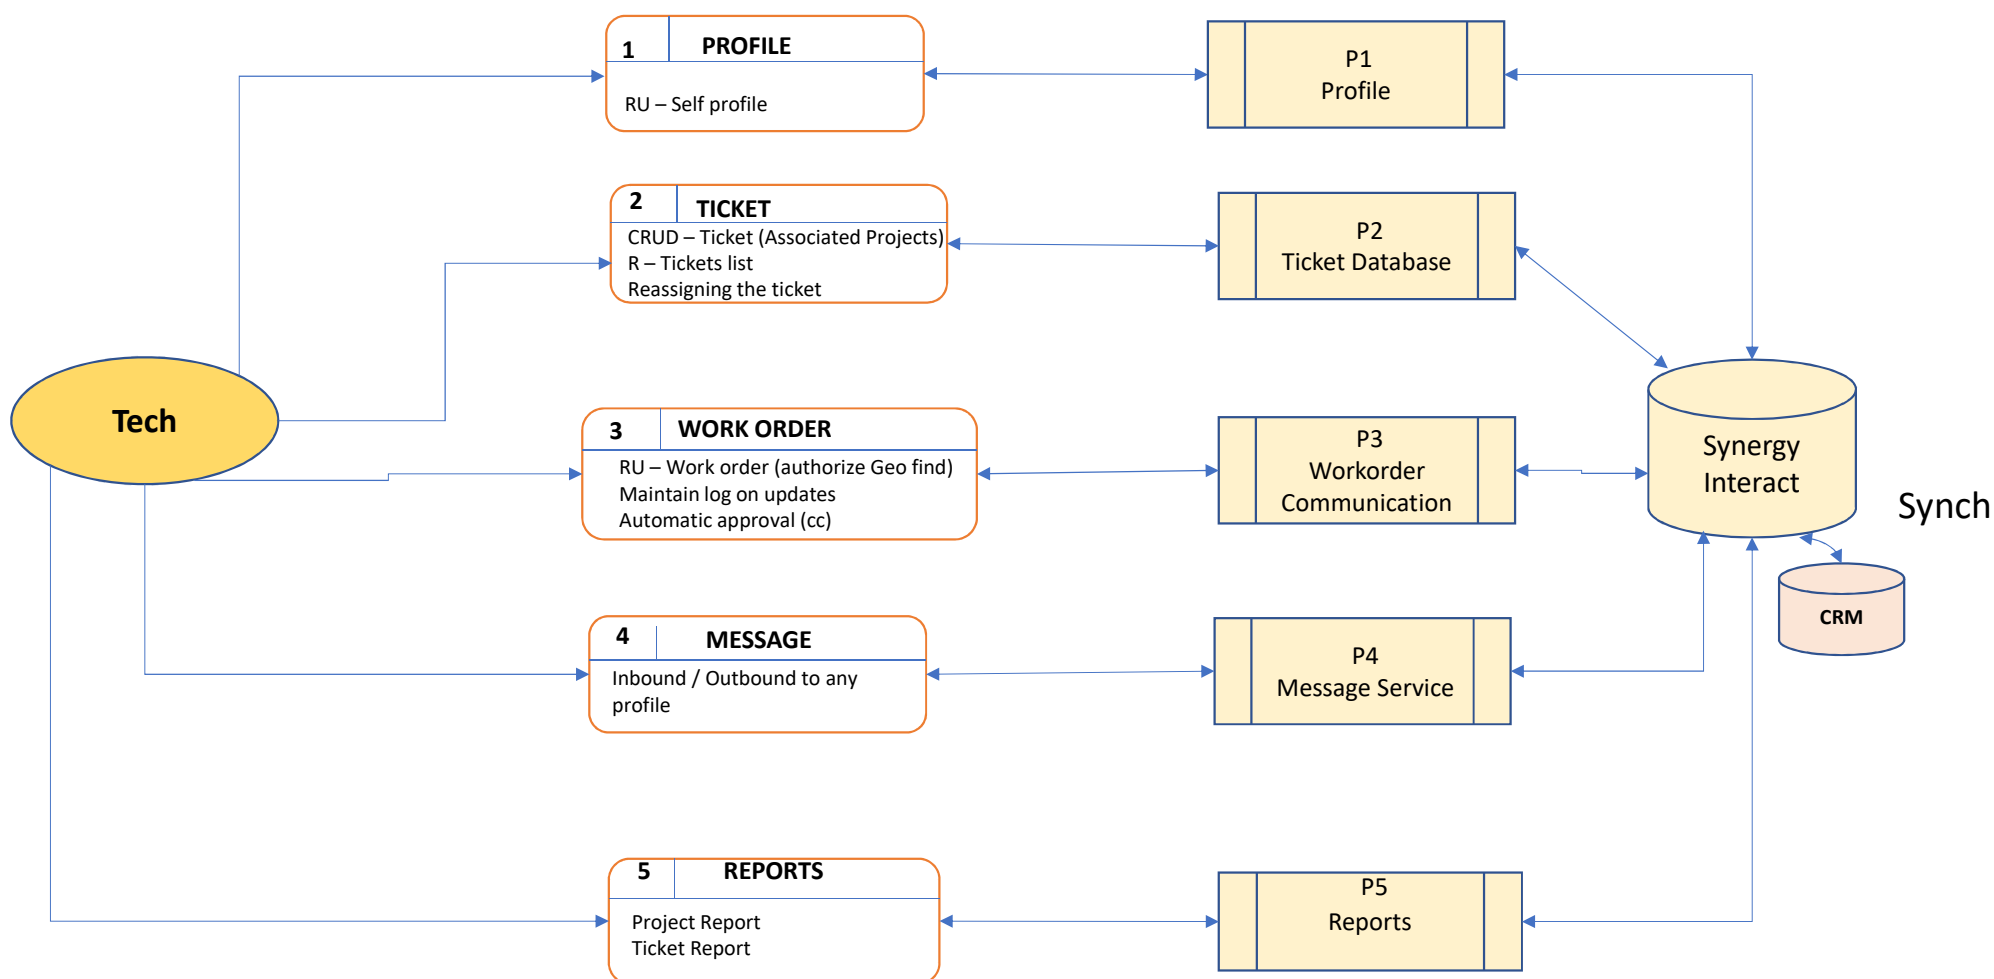 1 PROFILE
RU – Self profile
P1
Profile
2 TICKET
CRUD – Ticket (Associated Projects)
R – Tickets list
Reassigning the ticket
P2
Ticket Database
Tech
3 WORK ORDER
RU – Work order (authorize Geo find)
Maintain log on updates
Automatic approval (cc)
P3
Workorder
Communication
Synergy
Interact
Synch
CRM
4 MESSAGE
Inbound / Outbound to any
profile
P4
Message Service
5 REPORTS
Project Report
Ticket Report
P5
Reports